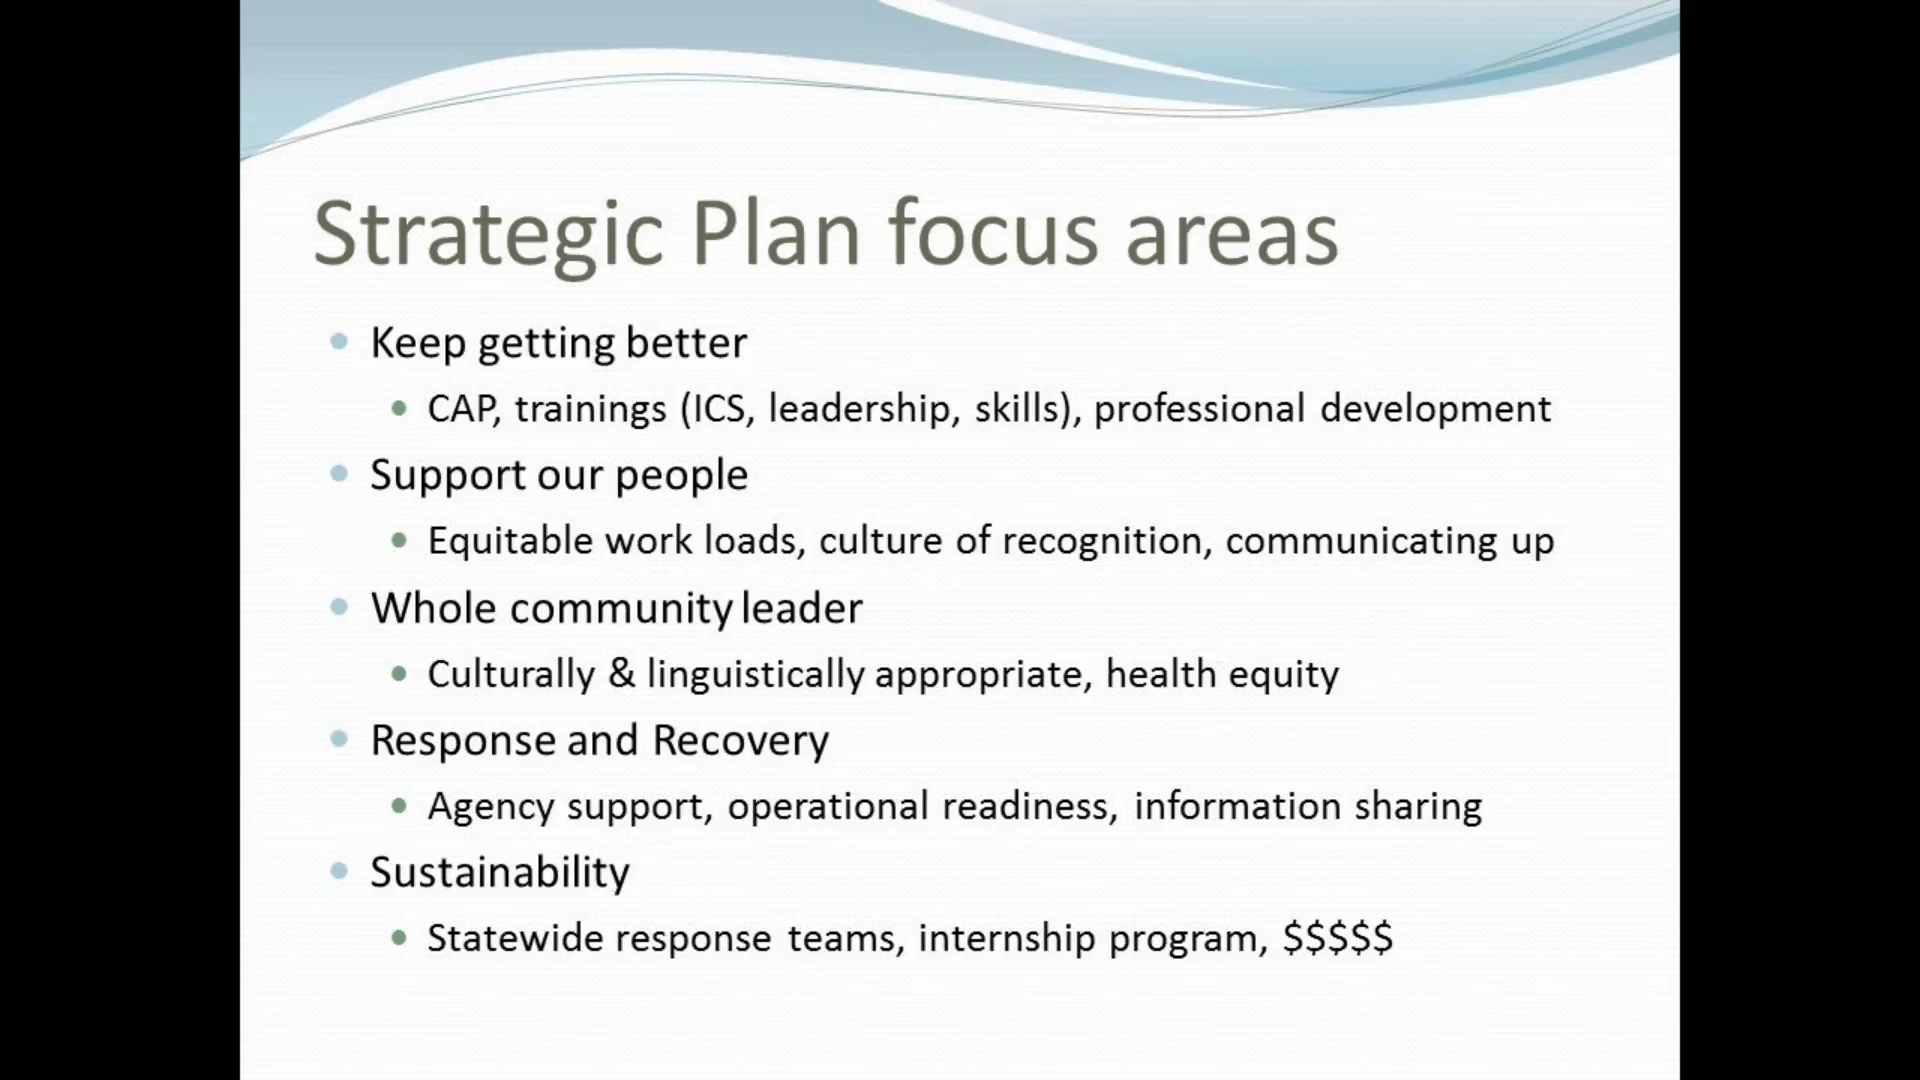 Strategic Plan focus areas
Keep getting better
CAP, trainings (ICS, leadership, skills), professional development
Support our people
Equitable work loads, culture of recognition, communicating up
Whole community leader
Culturally & linguistically appropriate, health equity
Response and Recovery
Agency support, operational readiness, information sharing
Sustainability
Statewide response teams, internship program, $$$$$